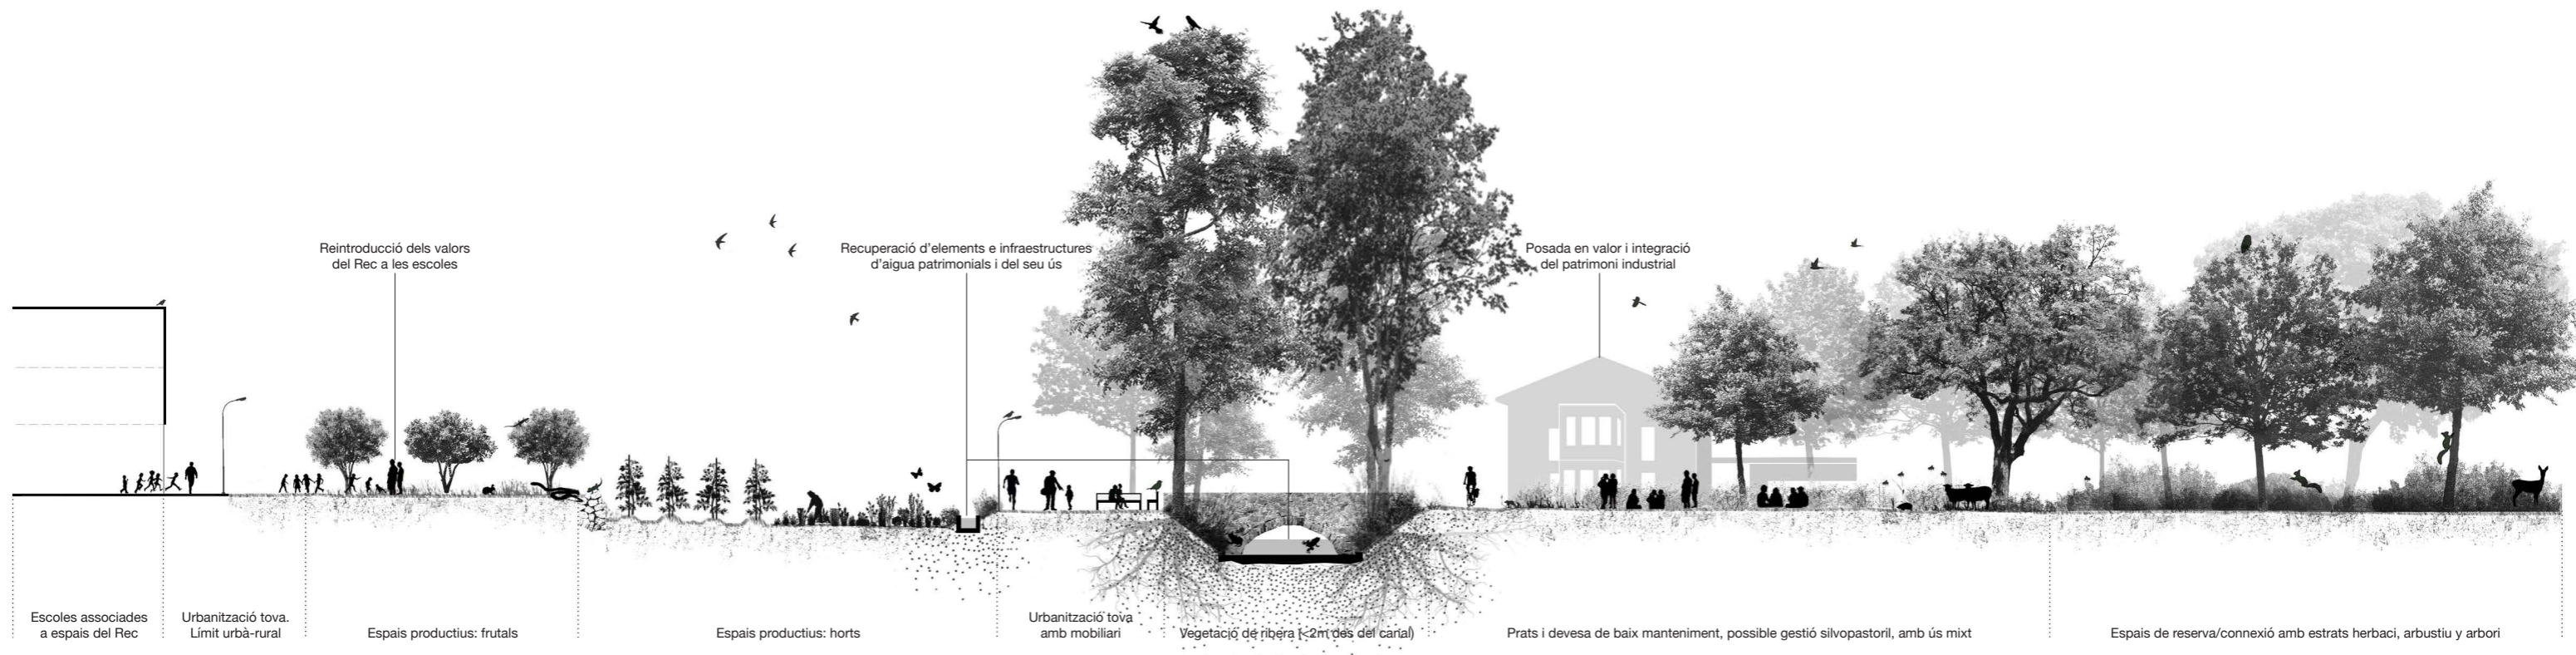 Reintroducció dels valors
del Rec a les escoles
Recuperació d'elements e infraestructures
d'aigua patrimonials i del seu ús
Posada en valor i integració
del patrimoni industrial
Escoles associades
a espais del Rec
Urbanització tova.
Límit urbà-rural
Espais productius: frutals
Espais productius: horts
Urbanització tova
amb mobiliari
Vegetació de ribera (<2m des del canal)
Prats i devesa de baix manteniment, possible gestió silvopastoril, amb ús mixt
Espais de reserva/connexió amb estrats herbaci, arbustiu y arbori